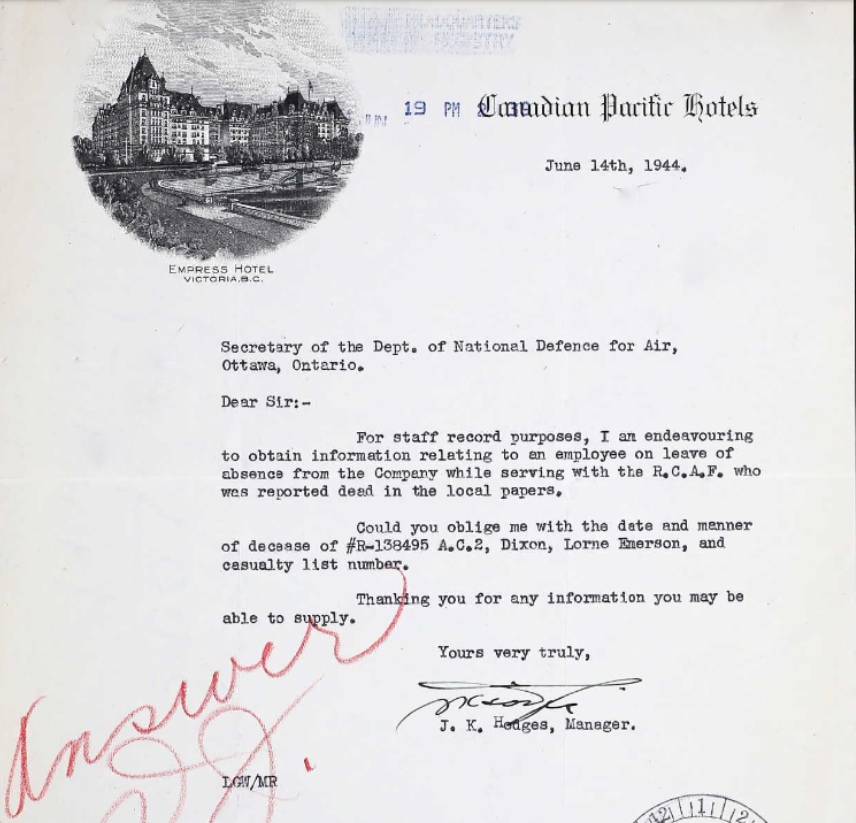 19 PM
Canadian Pacific Hotels
June 14th, 1944.
EMPRESS HOTEL
VICTORIA, B.C.
Secretary of the Dept. of National Defence for Air,
Ottawa, Ontario.
Dear Sir:-
For staff record purposes, I am endeavouring
to obtain information relating to an employee on leave of
absence from the Company while serving with the R.C.A.F. who
was reported dead in the local papers.
Could you oblige me with the date and manner
of decease of #R-138495 A.C.2, Dixon, Lorne Emerson, and
casualty list number.
Thanking you for any information you may be
able to supply.
Yours very truly,
J. K. Hodges, Manager.
Answer
LGW/MR
12 1 2